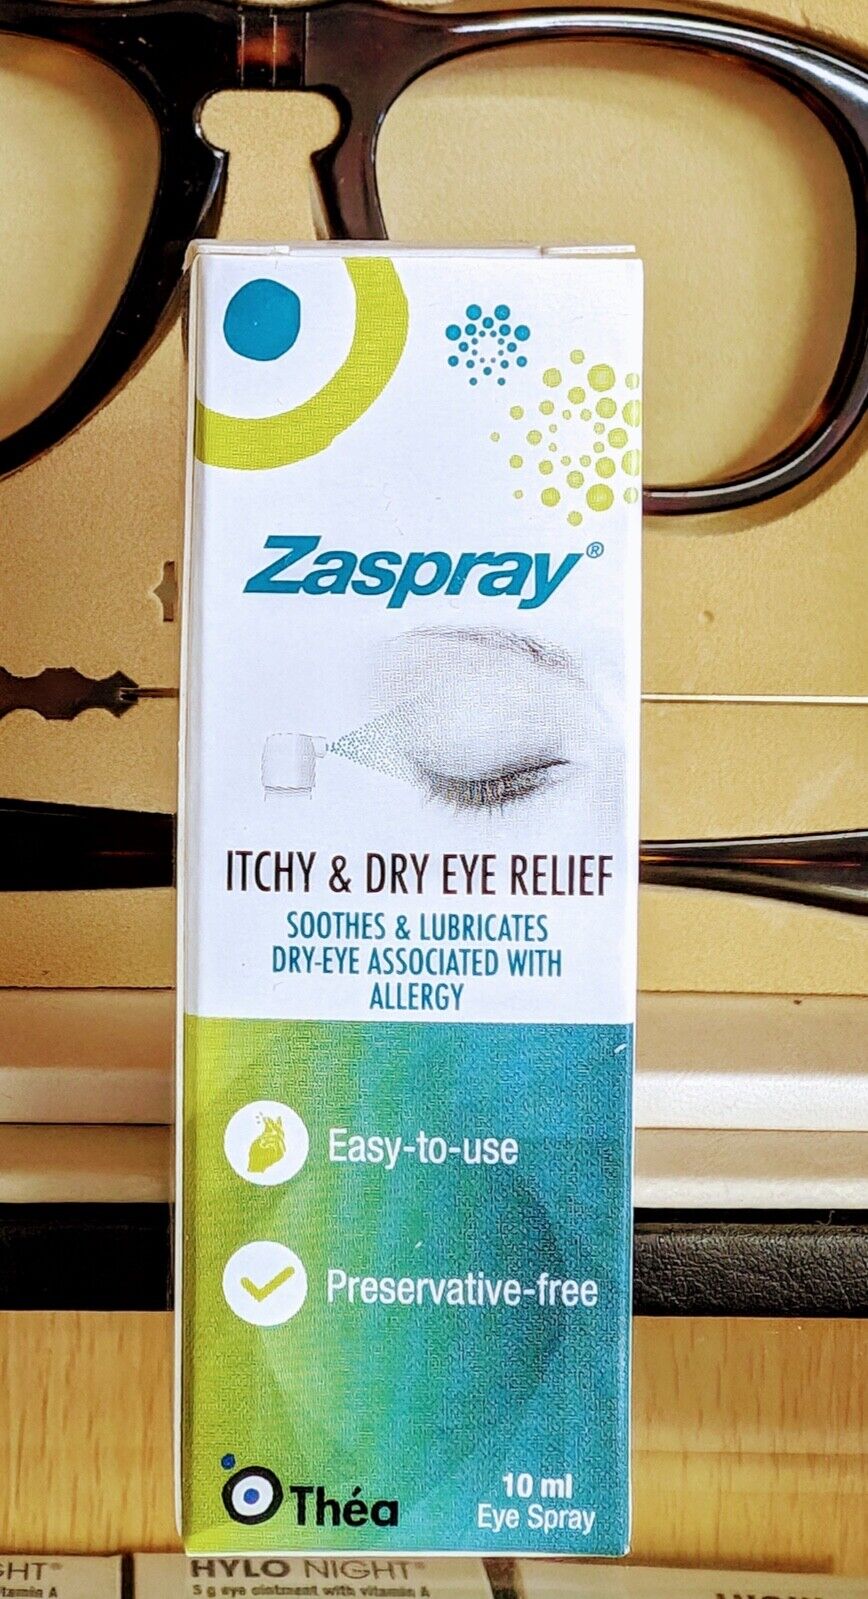 Zaspray®
ITCHY & DRY EYE RELIEF
SOOTHES & LUBRICATES
DRY-EYE ASSOCIATED WITH
ALLERGY
Easy-to-use
Preservative-free
Théa
10 ml
Eye Spray
HYLO NIGHT®
5 g eye ointment with vitamin A